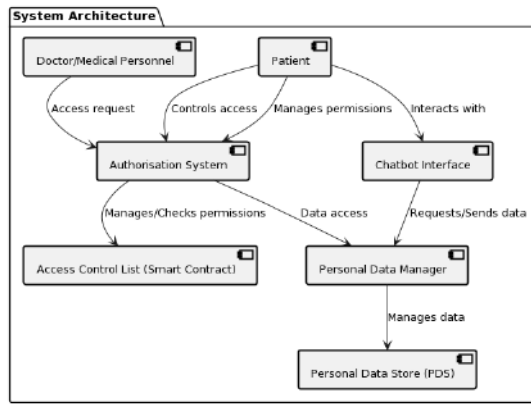 System Architecture
Doctor/Medical Personnel
Patient
Access request
Controls access
Manages permissions
Interacts with
Authorisation System
Chatbot Interface
Manages/Checks permissions
Data access
Requests/Sends data
Access Control List (Smart Contract)
Personal Data Manager
Manages data
Personal Data Store (PDS)